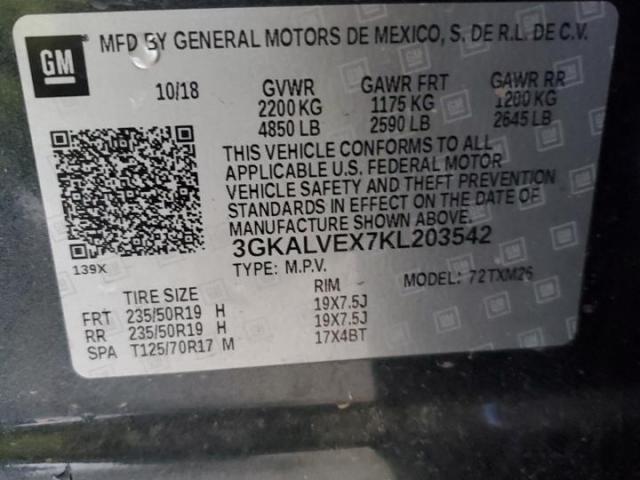 GM
MFD BY GENERAL MOTORS DE MEXICO, S. DE R.L. DE C.V.
10/18 GVWR GAWR FRT GAWR RR
2200 KG 1175 KG 1200 KG
4850 LB 2590 LB 2645 LB
THIS VEHICLE CONFORMS TO ALL
APPLICABLE U.S. FEDERAL MOTOR
VEHICLE SAFETY AND THEFT PREVENTION
STANDARDS IN EFFECT ON THE DATE OF
MANUFACTURE SHOWN ABOVE.
139X 3GKALVEX7KL203542
TYPE: M.P.V. MODEL: 72TXM26
TIRE SIZE RIM
FRT 235/50R19 H 19X7.5J
RR 235/50R19 H 19X7.5J
SPA T125/70R17 M 17X4BT